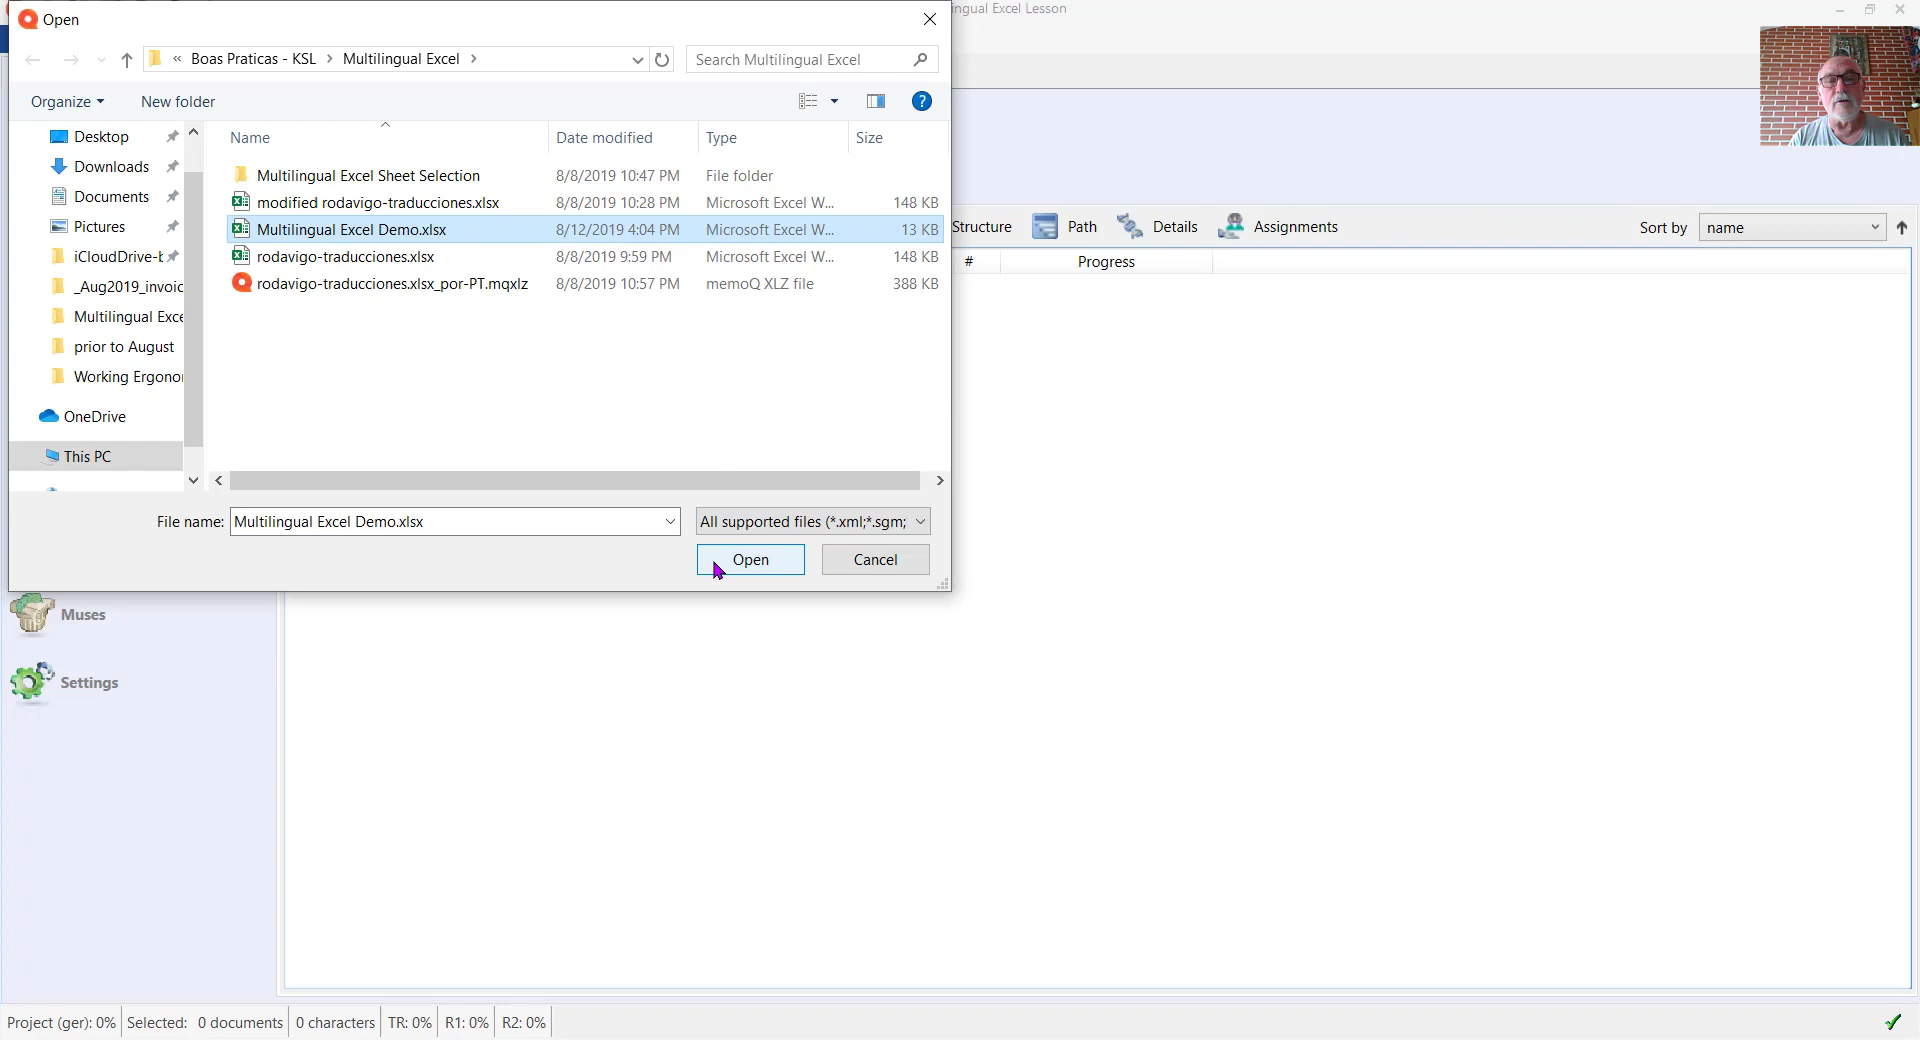 Open
ingual Excel Lesson
« Boas Praticas - KSL > Multilingual Excel >
Search Multilingual Excel
Organize
New folder
Name
Date modified
Type
Size
Desktop
Downloads
Documents
Pictures
iCloudDrive-t
_Aug2019_invoic
Multilingual Exce
prior to August
Working Ergono
OneDrive
This PC
Multilingual Excel Sheet Selection 8/8/2019 10:47 PM File folder
modified rodavigo-traducciones.xlsx 8/8/2019 10:28 PM Microsoft Excel W... 148 KB
Multilingual Excel Demo.xlsx 8/12/2019 4:04 PM Microsoft Excel W... 13 KB
rodavigo-traducciones.xlsx 8/8/2019 9:59 PM Microsoft Excel W... 148 KB
rodavigo-traducciones.xlsx_por-PT.mqxlz 8/8/2019 10:57 PM memoQ XLZ file 388 KB
File name: Multilingual Excel Demo.xlsx
All supported files (*.xml;*.sgm;
Open
Cancel
Structure
Path
Details
Assignments
Sort by name
# Progress
Muses
Settings
Project (ger): 0% Selected: 0 documents 0 characters TR: 0% R1: 0% R2: 0%